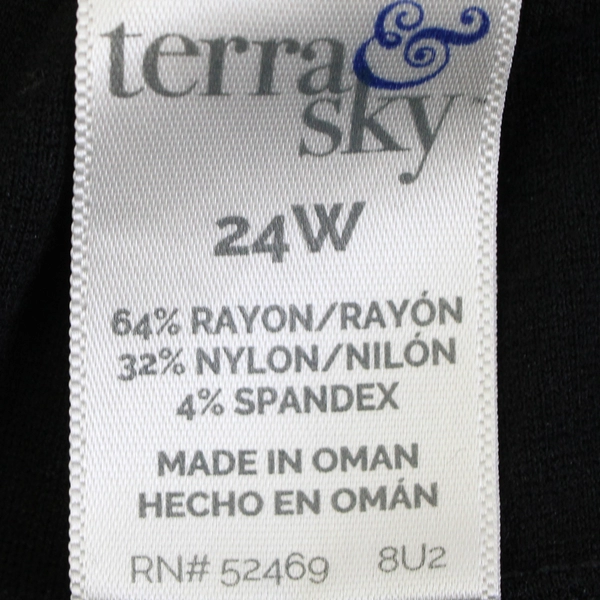 terra &
sky™
24W
64% RAYON/RAYÓN
32% NYLON/NILÓN
4% SPANDEX
MADE IN OMAN
HECHO EN OMÁN
RN# 52469 8U2